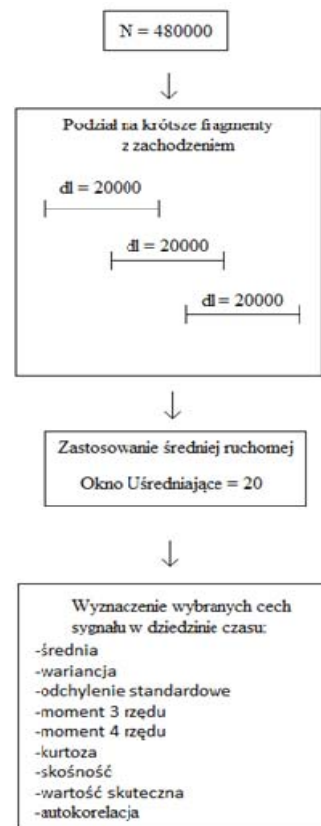 N = 480000
Podział na krótsze fragmenty
z zachodzeniem
dl = 20000
dl = 20000
dl = 20000
Zastosowanie średniej ruchomej
Okno Uśredniające = 20
Wyznaczenie wybranych cech
sygnału w dziedzinie czasu:
-średnia
-wariancja
-odchylenie standardowe
-moment 3 rzędu
-moment 4 rzędu
-kurtoza
-skośność
-wartość skuteczna
-autokorelacja